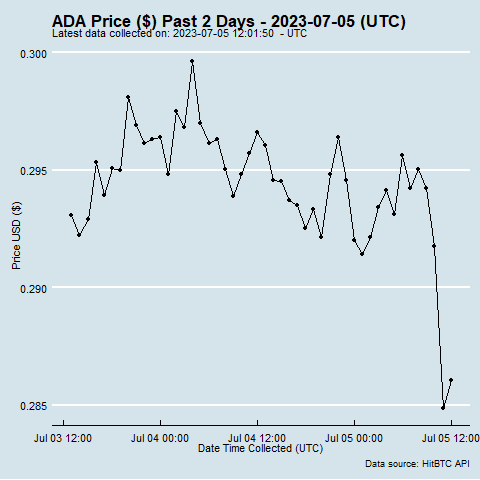 ADA Price ($) Past 2 Days - 2023-07-05 (UTC)
Latest data collected on: 2023-07-05 12:01:50 - UTC
0.300
0.295
0.290
0.285
Price USD ($)
Jul 03 12:00 Jul 04 00:00 Jul 04 12:00 Jul 05 00:00 Jul 05 12:00
Date Time Collected (UTC)
Data source: HitBTC API